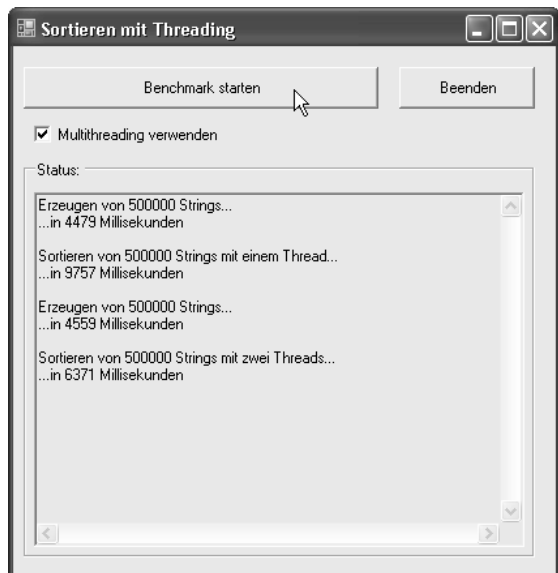 Sortieren mit Threading
Benchmark starten
Beenden
Multithreading verwenden
Status:
Erzeugen von 500000 Strings...
...in 4479 Millisekunden
Sortieren von 500000 Strings mit einem Thread...
...in 9757 Millisekunden
Erzeugen von 500000 Strings...
...in 4559 Millisekunden
Sortieren von 500000 Strings mit zwei Threads...
...in 6371 Millisekunden